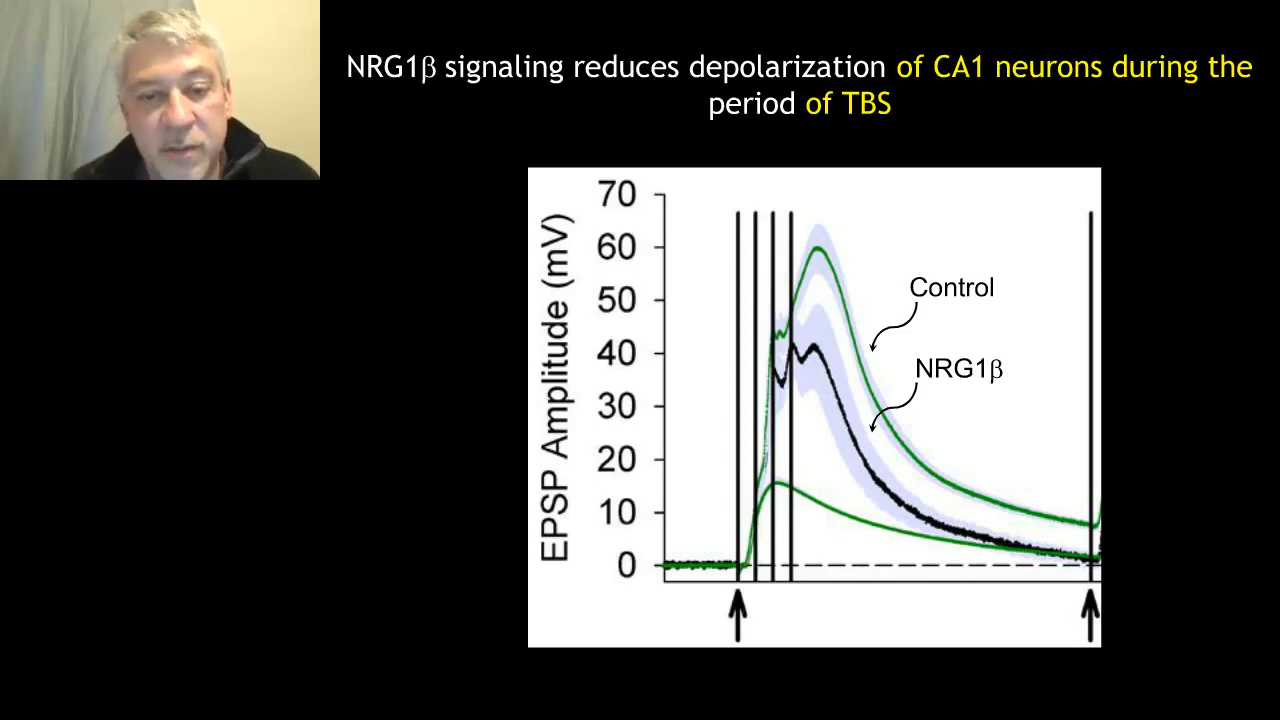 NRG1β signaling reduces depolarization of CA1 neurons during the
period of TBS
EPSP Amplitude (mV)
70
60
50
40
30
20
10
0
Control
NRG1β